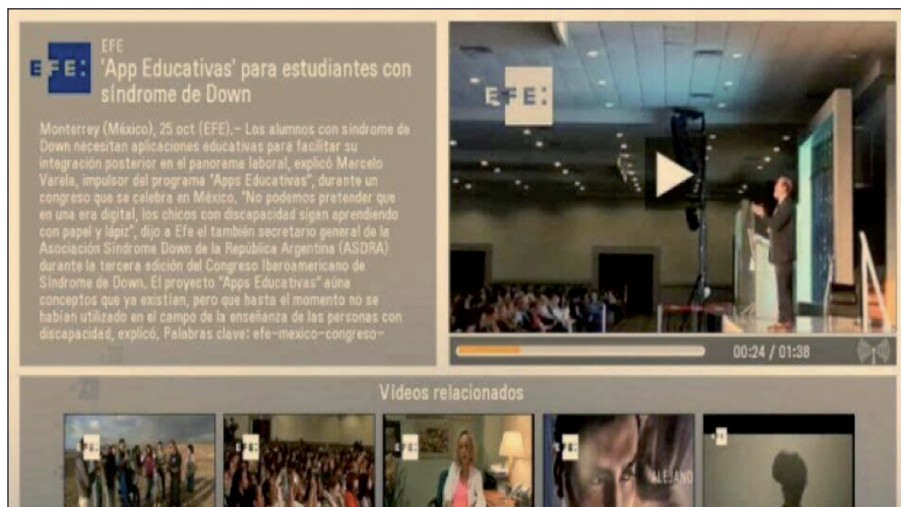 EFE:
EFE
'App Educativas' para estudiantes con
síndrome de Down
Monterrey (México), 25 oct (EFE).- Los alumnos con síndrome de
Down necesitan aplicaciones educativas para facilitar su
integración posterior en el panorama laboral, explicó Marcelo
Varela, impulsor del programa "Apps Educativas", durante un
congreso que se celebra en México. "No podemos pretender que
en una era digital, los chicos con discapacidad sigan aprendiendo
con papel y lápiz", dijo a Efe el también secretario general de la
Asociación Síndrome Down de la República Argentina (ASDRA)
durante la tercera edición del Congreso Iberoamericano de
Síndrome de Down. El proyecto "Apps Educativas" aúna
conceptos que ya existían, pero que hasta el momento no se
habían utilizado en el campo de la enseñanza de las personas con
discapacidad, explicó. Palabras clave: efe-mexico-congreso-
EFE:
00:24 / 01:38
Vídeos relacionados
EFE:
EFE:
EFE:
EFE:
ALEJAND
EFE: